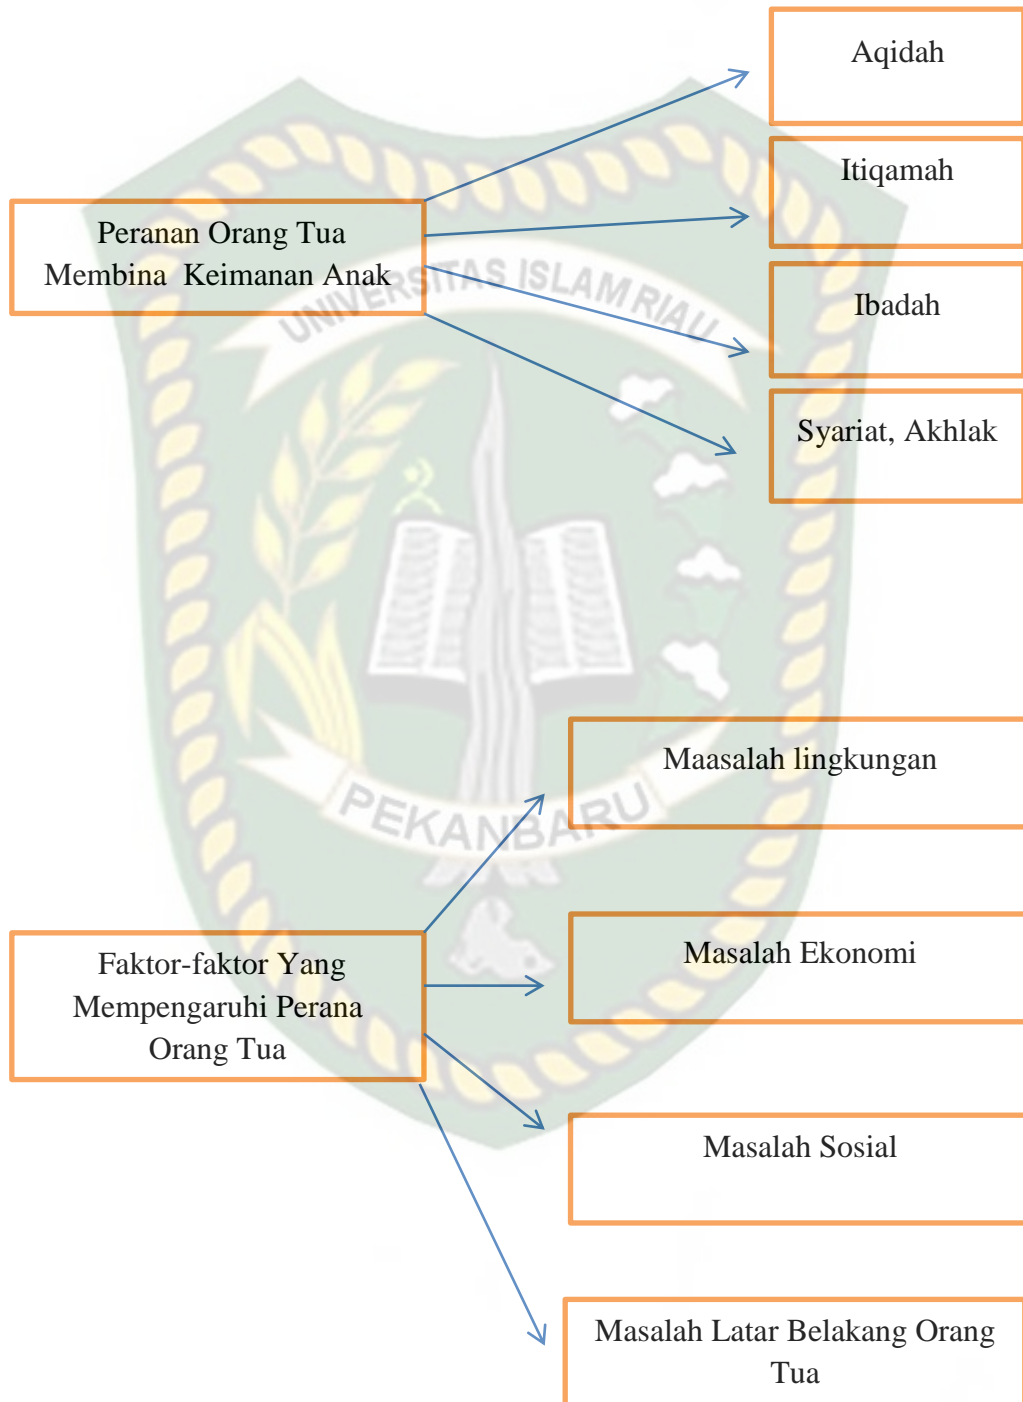 Aqidah
Itiqamah
Peranan Orang Tua
Membina Keimanan Anak
Ibadah
Syariat, Akhlak
UNIVERSITAS ISLAM RIAU
PEKANBARU
Maasalah lingkungan
Faktor-faktor Yang
Mempengaruhi Perana
Orang Tua
Masalah Ekonomi
Masalah Sosial
Masalah Latar Belakang Orang
Tua